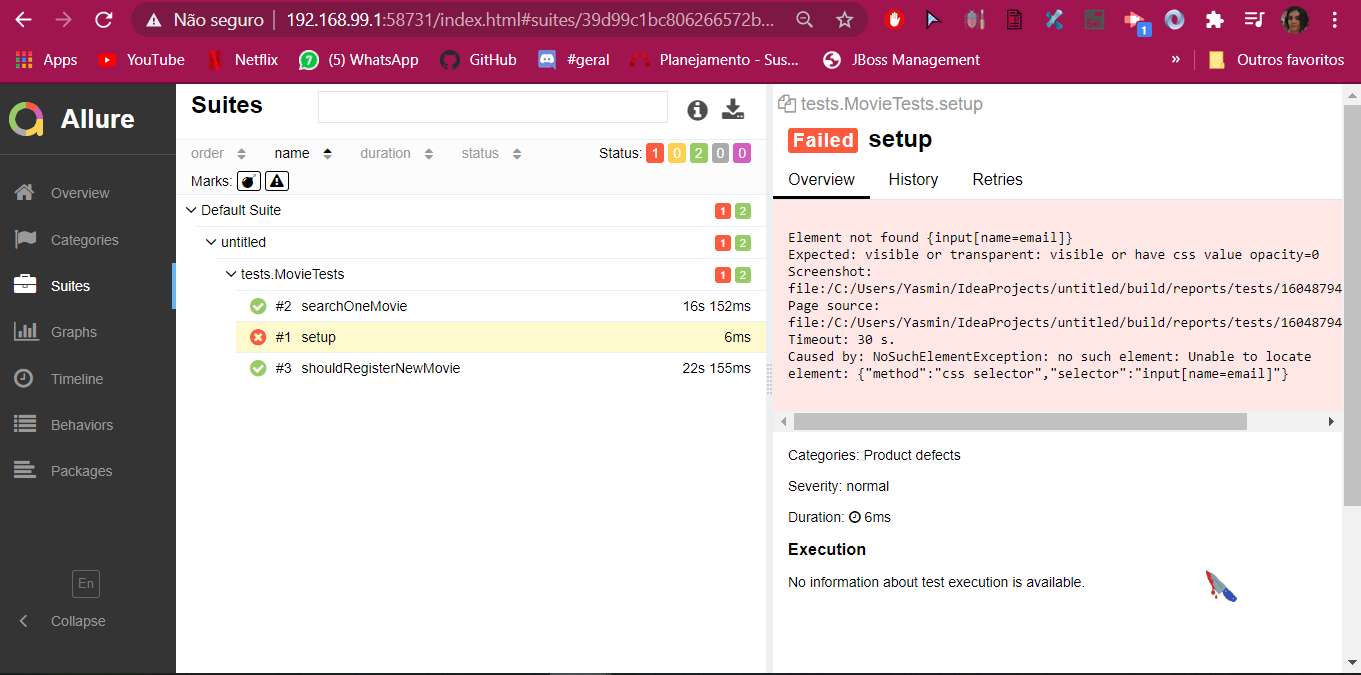 Não seguro 192.168.99.1:58731/index.html#suites/39d99c1bc806266572b... 1
Apps YouTube Netflix 7 (5) WhatsApp GitHub #geral Planejamento - Sus... JBoss Management » Outros favoritos
Allure
Overview
Categories
Suites
Graphs
Timeline
Behaviors
Packages
En
Collapse
Suites
order name duration status Status: 1 0 2 0 0
Marks:
Default Suite 1 2
untitled 1 2
tests.MovieTests 1 2
#2 searchOneMovie 16s 152ms
#1 setup 6ms
#3 shouldRegisterNewMovie 22s 155ms
tests.MovieTests.setup
Failed setup
Overview History Retries
Element not found {input[name=email]}
Expected: visible or transparent: visible or have css value opacity=0
Screenshot:
file:/C:/Users/Yasmin/IdeaProjects/untitled/build/reports/tests/16048794
Page source:
file:/C:/Users/Yasmin/IdeaProjects/untitled/build/reports/tests/16048794
Timeout: 30 s.
Caused by: NoSuchElementException: no such element: Unable to locate
element: {"method":"css selector","selector":"input[name=email]"}
Categories: Product defects
Severity: normal
Duration: 6ms
Execution
No information about test execution is available.